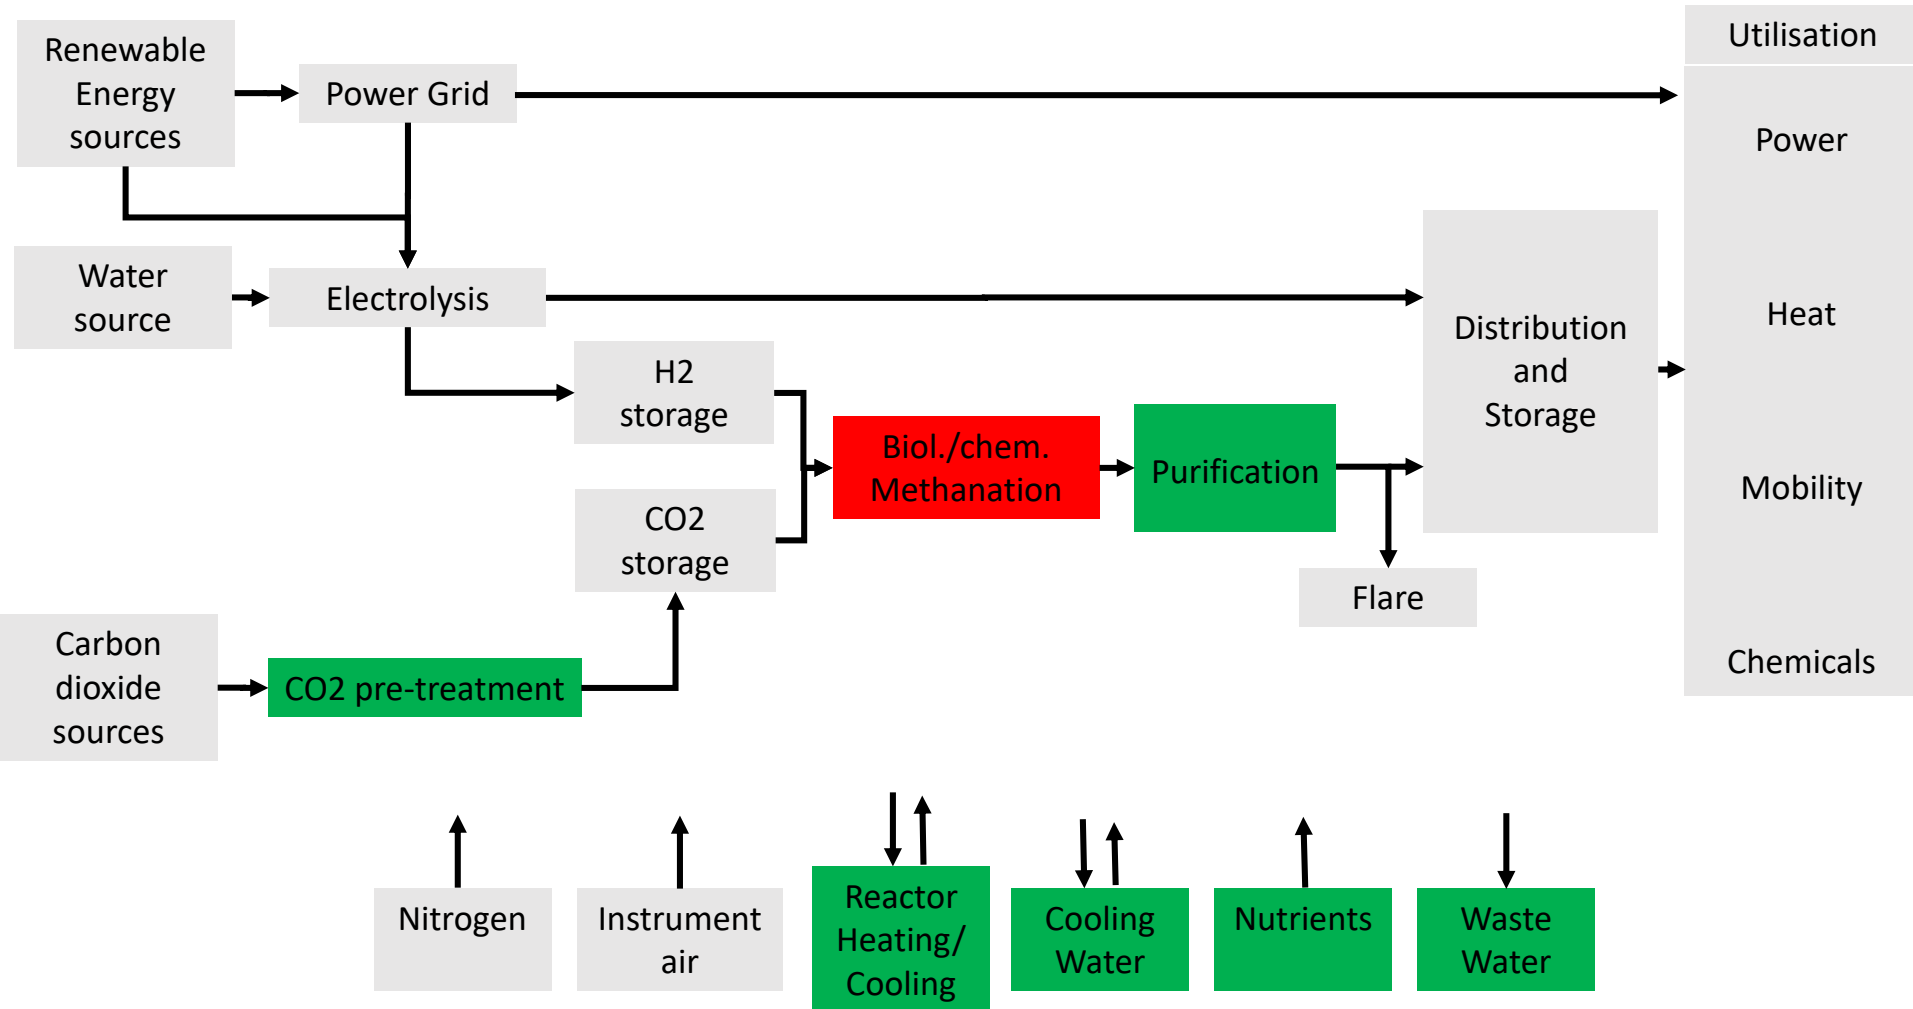 Renewable
Energy
sources
Power Grid
Utilisation
Power
Water
source
Electrolysis
Heat
Distribution
and
Storage
H2
storage
Biol./chem.
Methanation
Purification
Mobility
CO2
storage
Flare
Carbon
dioxide
sources
CO2 pre-treatment
Chemicals
Nitrogen
Instrument
air
Reactor
Heating/
Cooling
Cooling
Water
Nutrients
Waste
Water